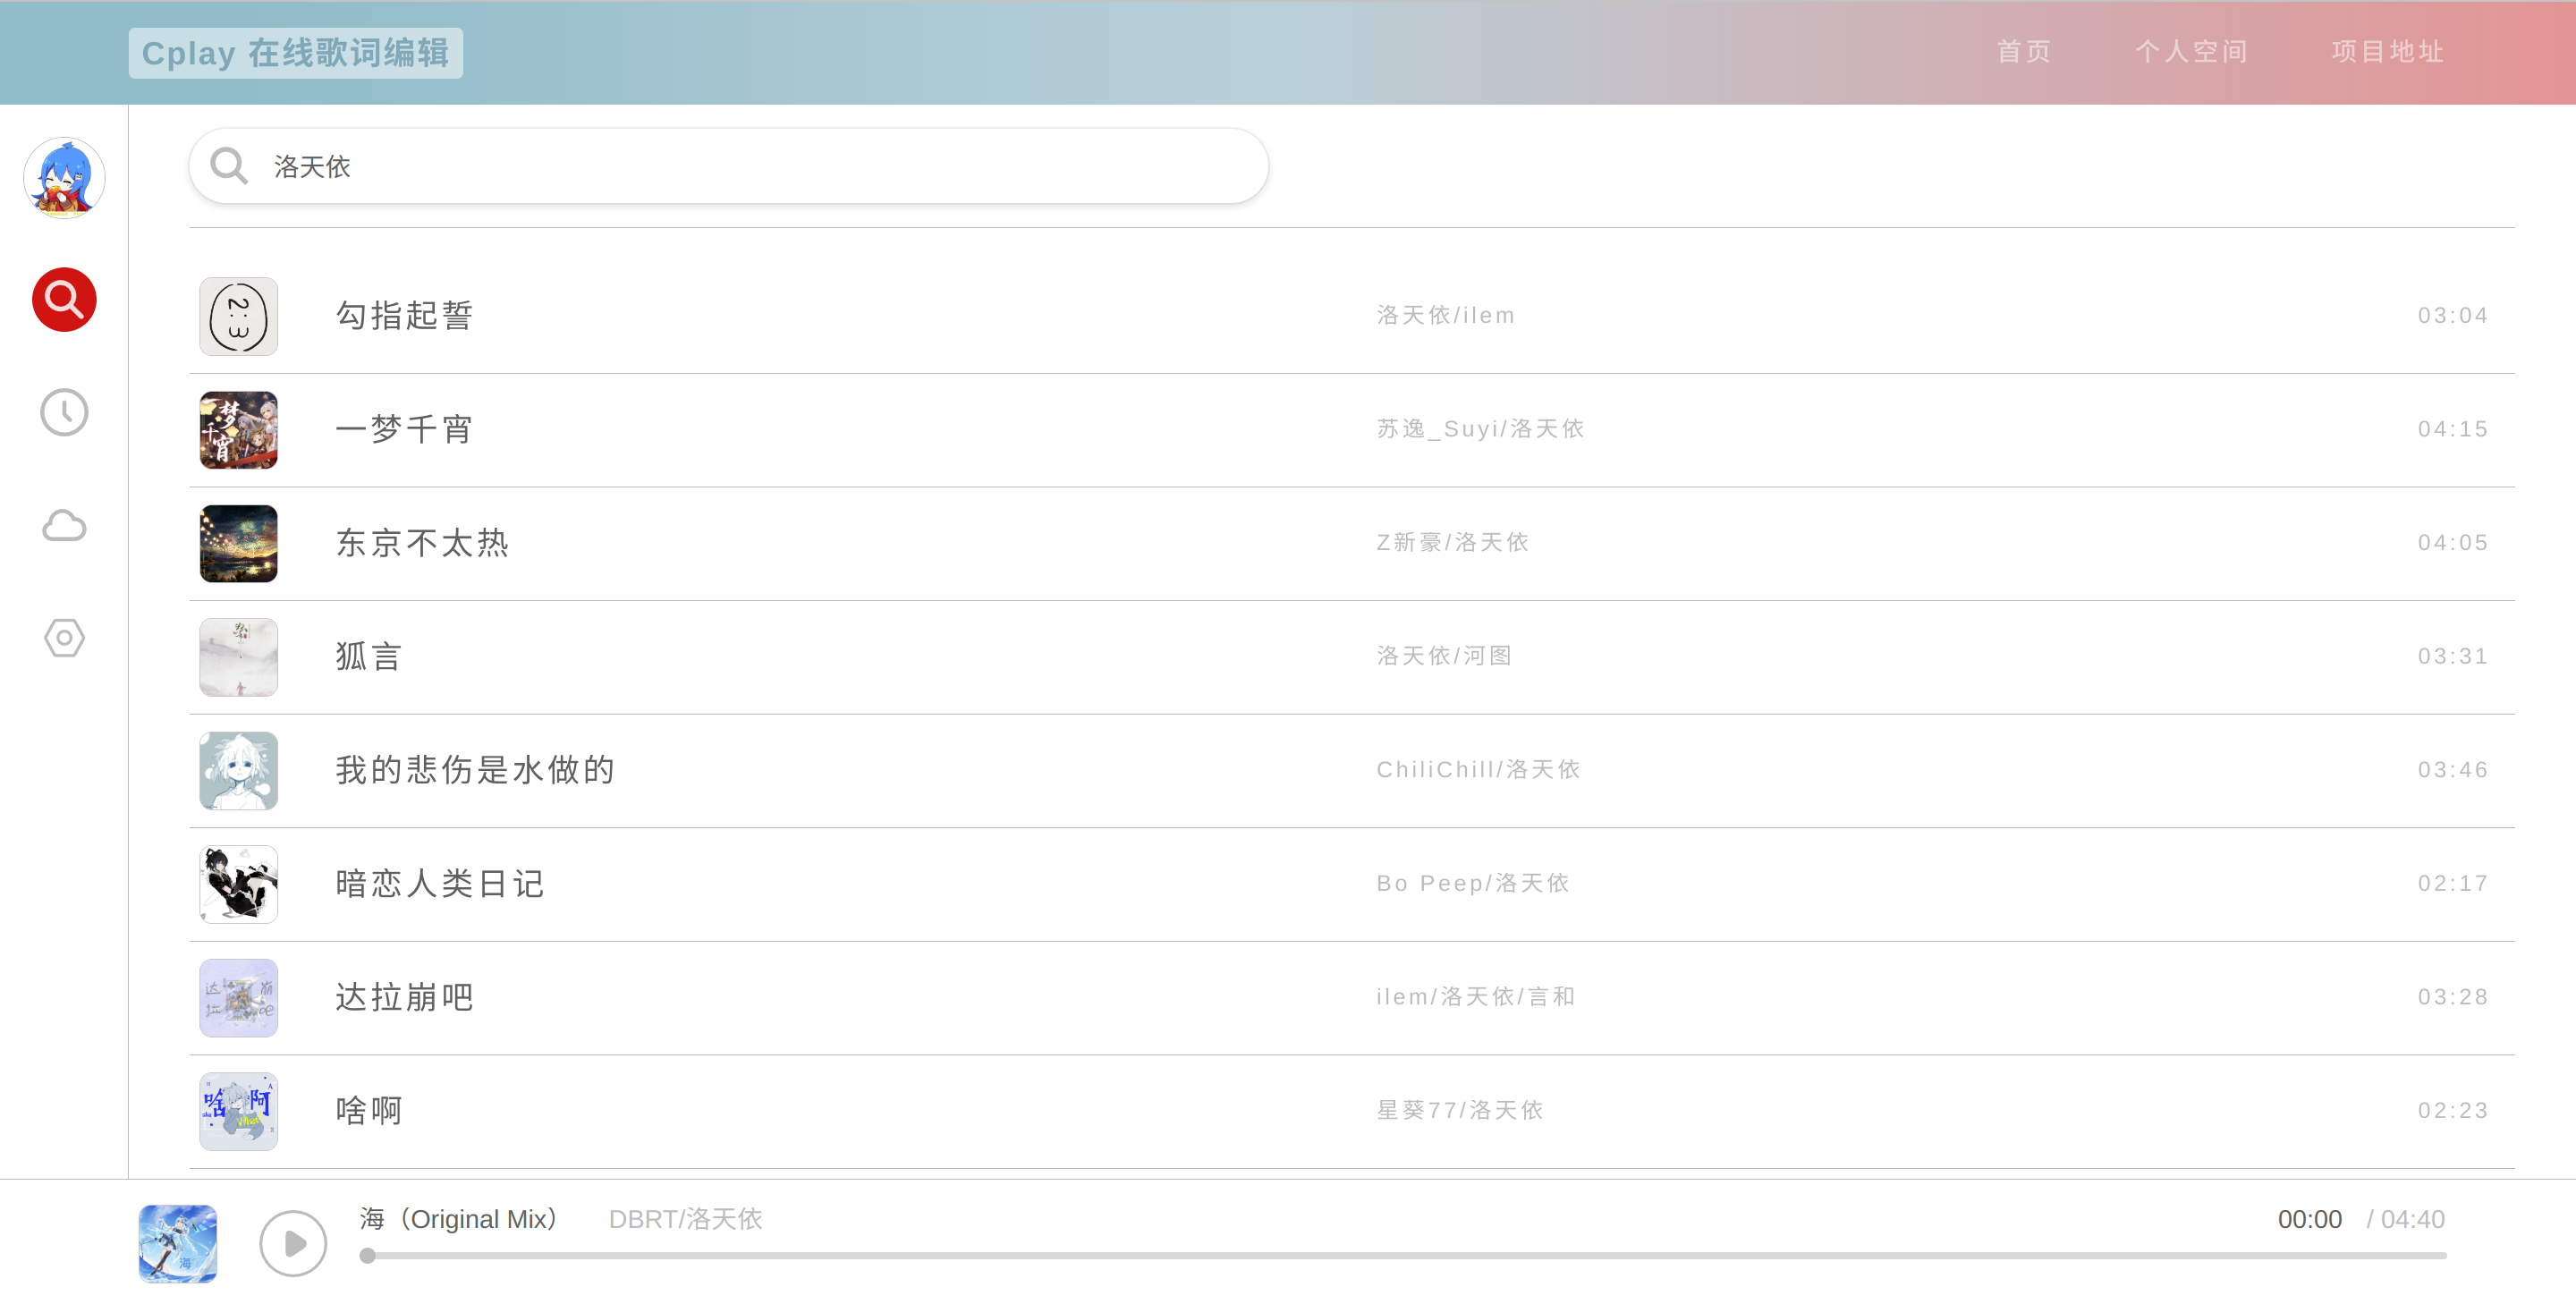 Cplay 在线歌词编辑
首页 个人空间 项目地址
洛天依
勾指起誓 洛天依/ilem 03:04
一梦千宵 苏逸_Suyi/洛天依 04:15
东京不太热 Z新豪/洛天依 04:05
狐言 洛天依/河图 03:31
我的悲伤是水做的 ChiliChill/洛天依 03:46
暗恋人类日记 Bo Peep/洛天依 02:17
达拉崩吧 ilem/洛天依/言和 03:28
啥啊 星葵77/洛天依 02:23
海（Original Mix） DBRT/洛天依 00:00 / 04:40